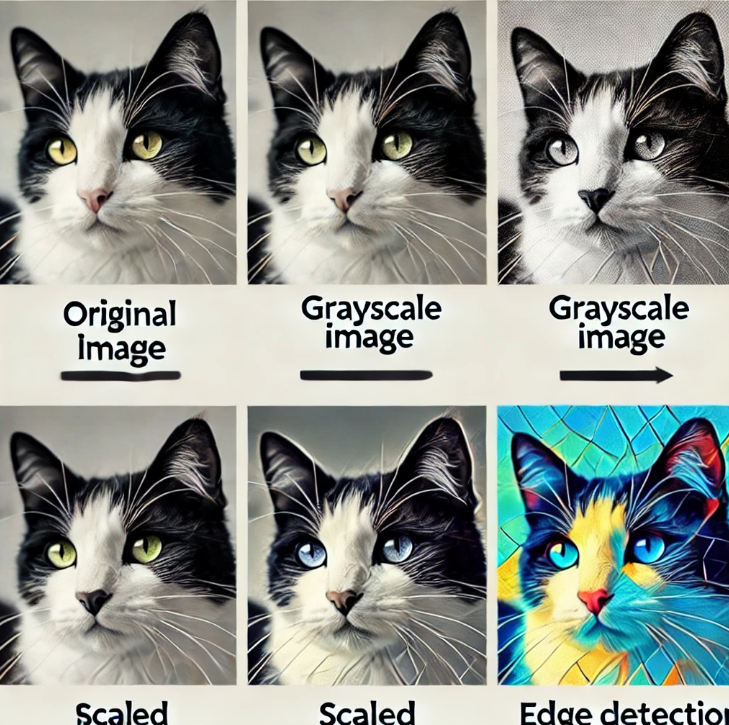 Original
image
Grayscale
image
Grayscale
image
Scaled
Scaled
Edge detection